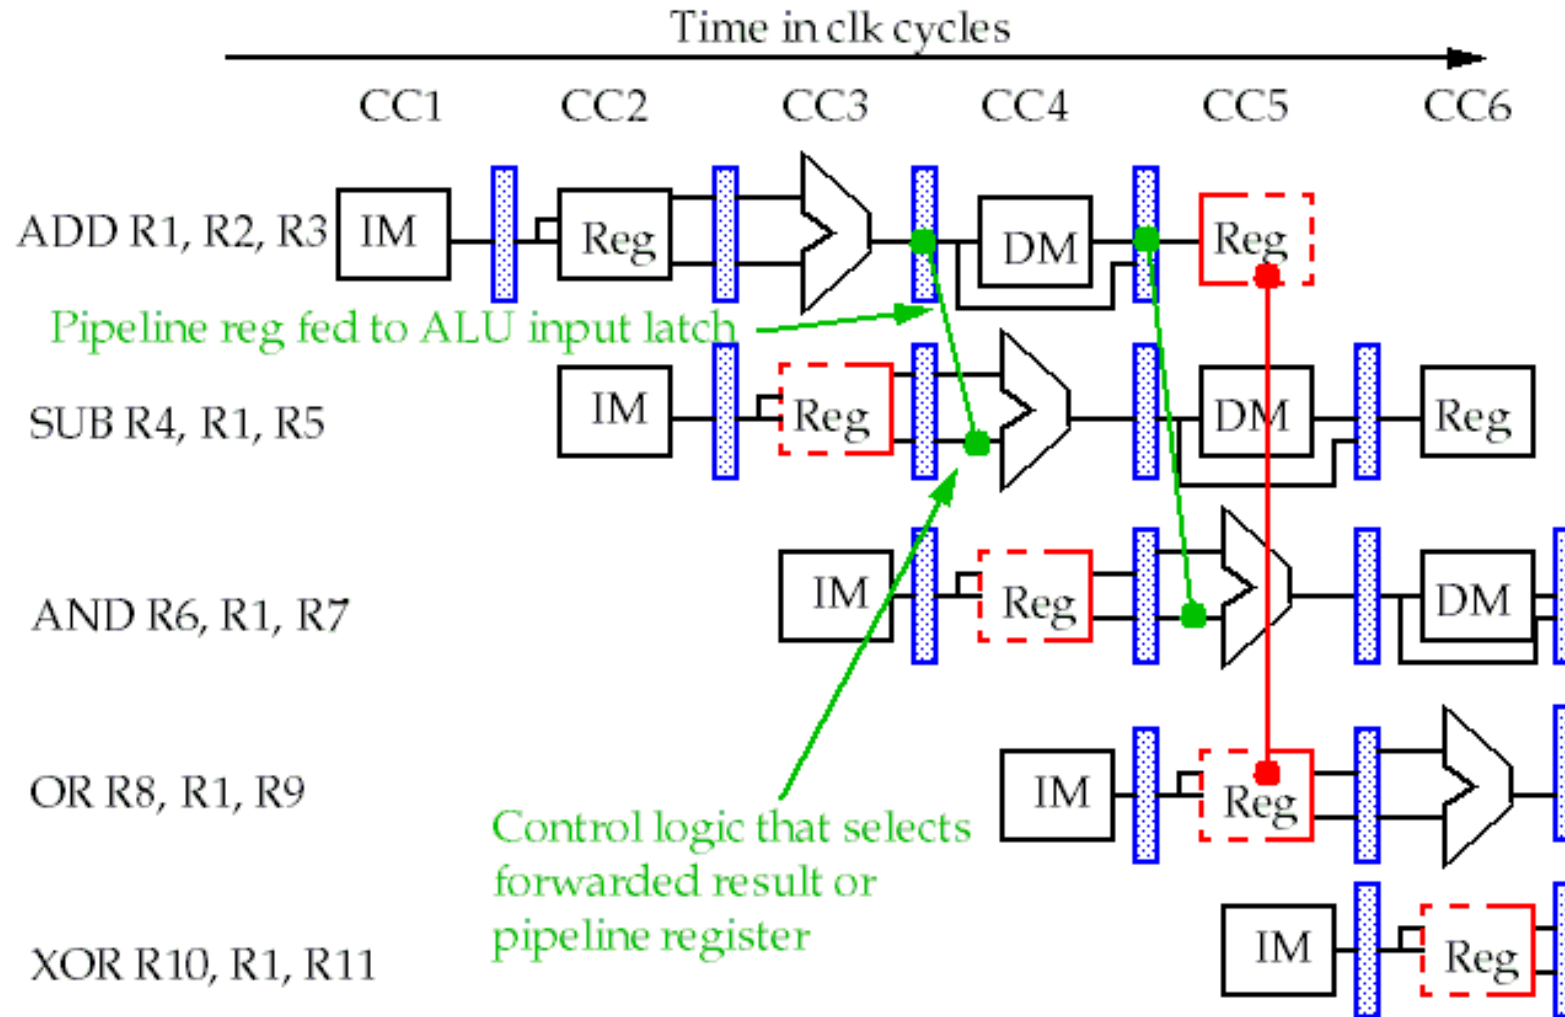 Time in clk cycles
CC1 CC2 CC3 CC4 CC5 CC6
ADD R1, R2, R3 IM Reg DM Reg
Pipeline reg fed to ALU input latch
SUB R4, R1, R5 IM Reg DM Reg
AND R6, R1, R7 IM Reg DM
OR R8, R1, R9 IM Reg
Control logic that selects
forwarded result or
pipeline register
XOR R10, R1, R11 IM Reg